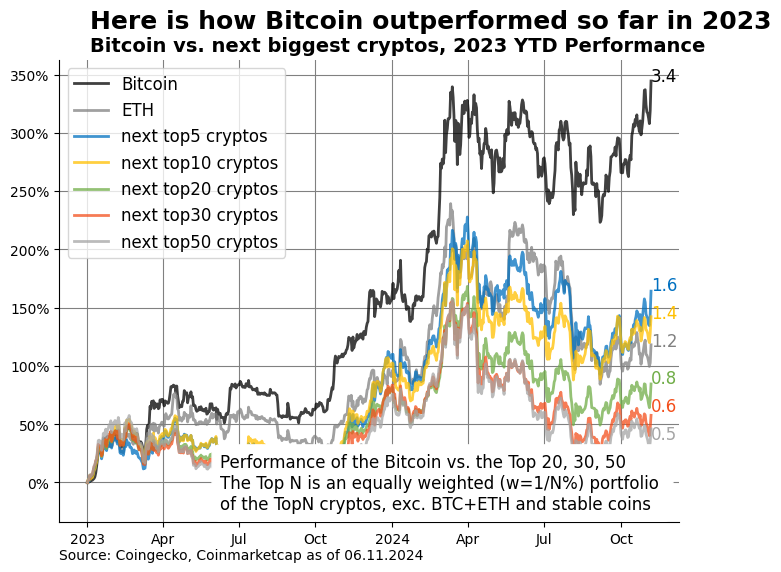 Here is how Bitcoin outperformed so far in 2023
Bitcoin vs. next biggest cryptos, 2023 YTD Performance
350%
300%
250%
200%
150%
100%
50%
0%
Bitcoin
ETH
next top5 cryptos
next top10 cryptos
next top20 cryptos
next top30 cryptos
next top50 cryptos
3.4
1.6
1.4
1.2
0.8
0.6
0.5
Performance of the Bitcoin vs. the Top 20, 30, 50
The Top N is an equally weighted (w=1/N%) portfolio
of the TopN cryptos, exc. BTC+ETH and stable coins
2023 Apr Jul Oct 2024 Apr Jul Oct
Source: Coingecko, Coinmarketcap as of 06.11.2024